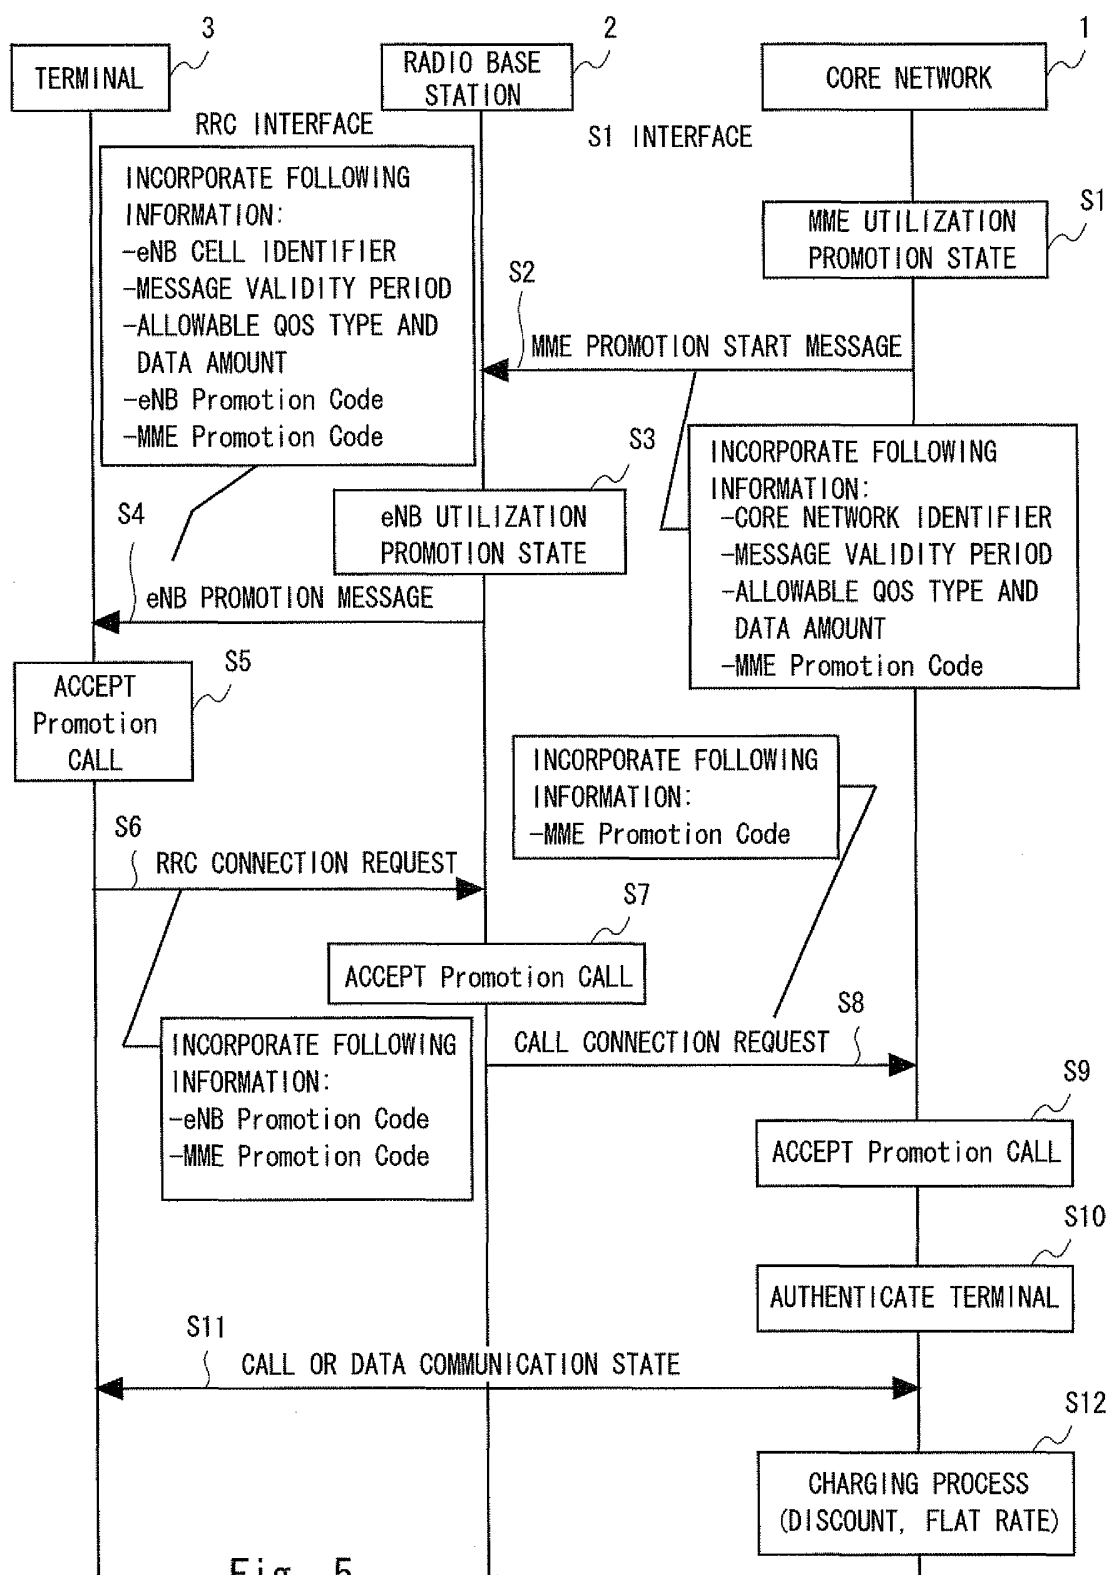 3
2
1
TERMINAL
RADIO BASE
STATION
CORE NETWORK
RRC INTERFACE
S1 INTERFACE
INCORPORATE FOLLOWING
INFORMATION:
-eNB CELL IDENTIFIER
-MESSAGE VALIDITY PERIOD
-ALLOWABLE QOS TYPE AND
DATA AMOUNT
-eNB Promotion Code
-MME Promotion Code
S1
MME UTILIZATION
PROMOTION STATE
S2
MME PROMOTION START MESSAGE
S3
eNB UTILIZATION
PROMOTION STATE
INCORPORATE FOLLOWING
INFORMATION:
-CORE NETWORK IDENTIFIER
-MESSAGE VALIDITY PERIOD
-ALLOWABLE QOS TYPE AND
DATA AMOUNT
-MME Promotion Code
S4
eNB PROMOTION MESSAGE
S5
ACCEPT
Promotion
CALL
INCORPORATE FOLLOWING
INFORMATION:
-MME Promotion Code
S6
RRC CONNECTION REQUEST
S7
ACCEPT Promotion CALL
INCORPORATE FOLLOWING
INFORMATION:
-eNB Promotion Code
-MME Promotion Code
S8
CALL CONNECTION REQUEST
S9
ACCEPT Promotion CALL
S10
AUTHENTICATE TERMINAL
S11
CALL OR DATA COMMUNICATION STATE
S12
CHARGING PROCESS
(DISCOUNT, FLAT RATE)
Fig. 5